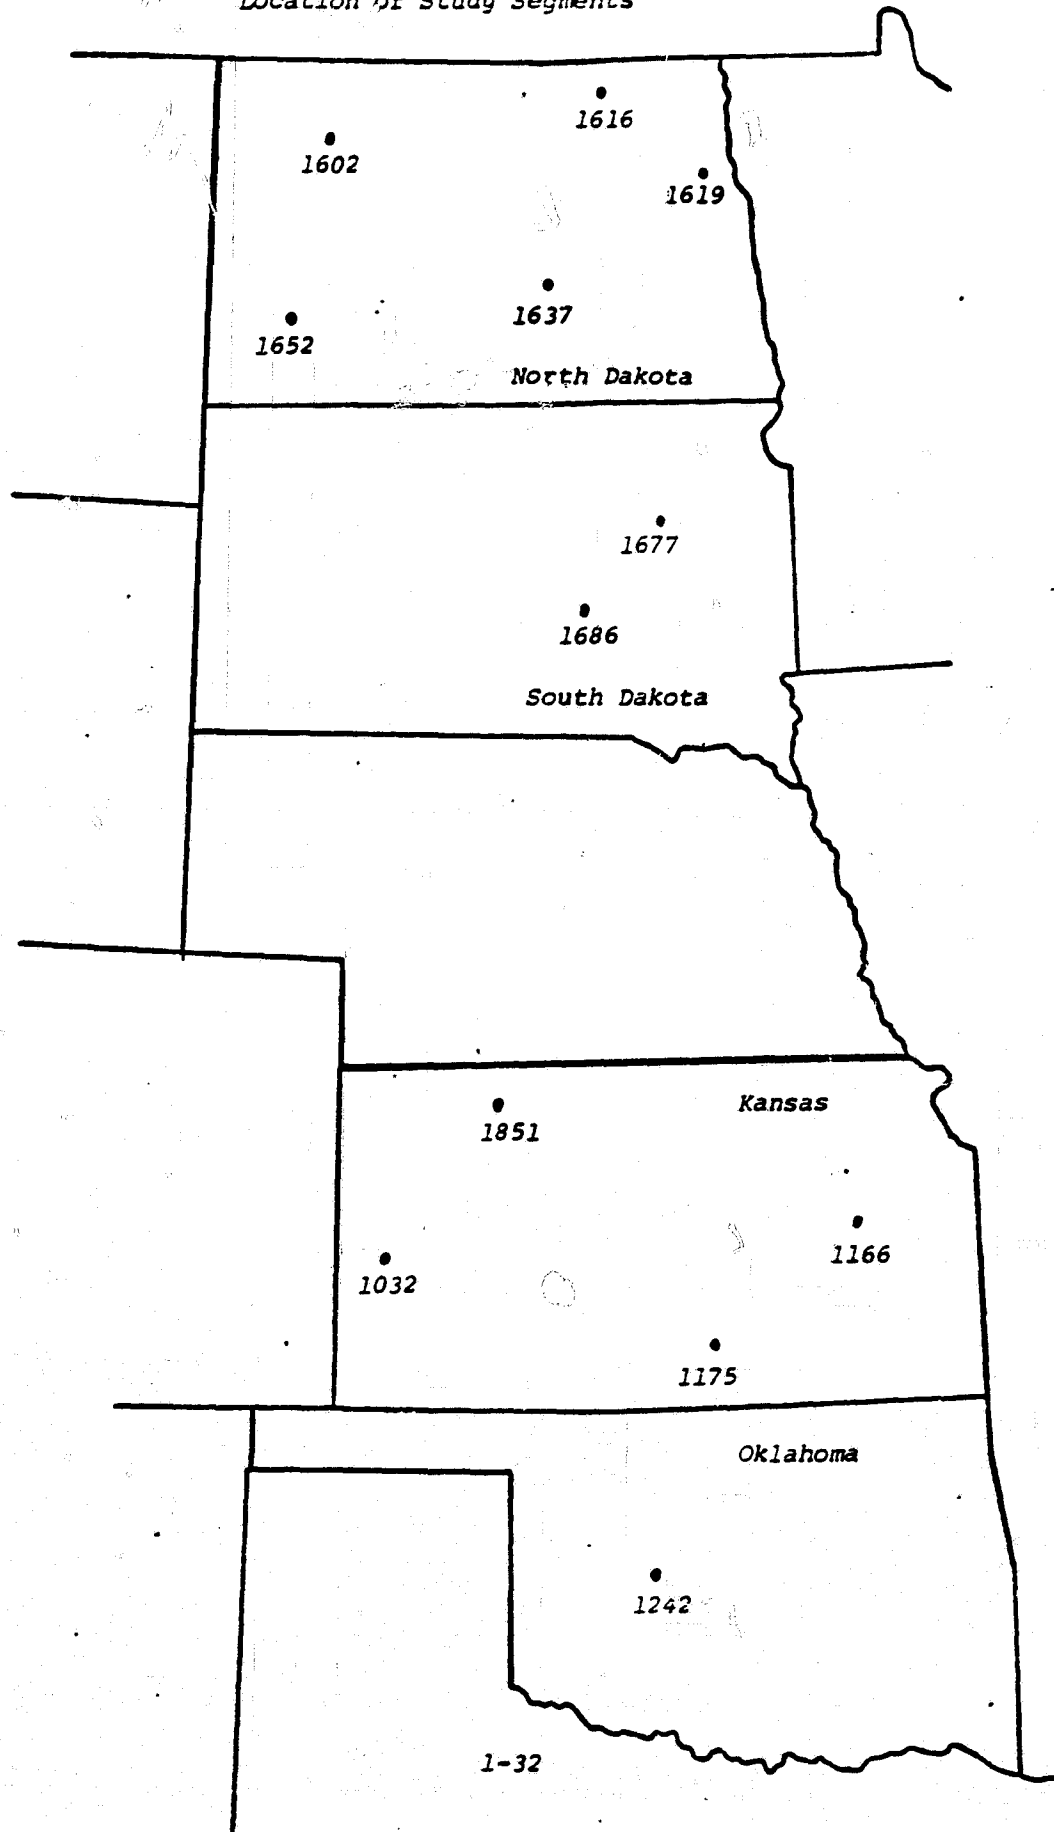 Location of Study Segments
1616
1602
1619
1637
1652
North Dakota
1677
1686
South Dakota
Kansas
1851
1166
1032
1175
Oklahoma
1242
1-32